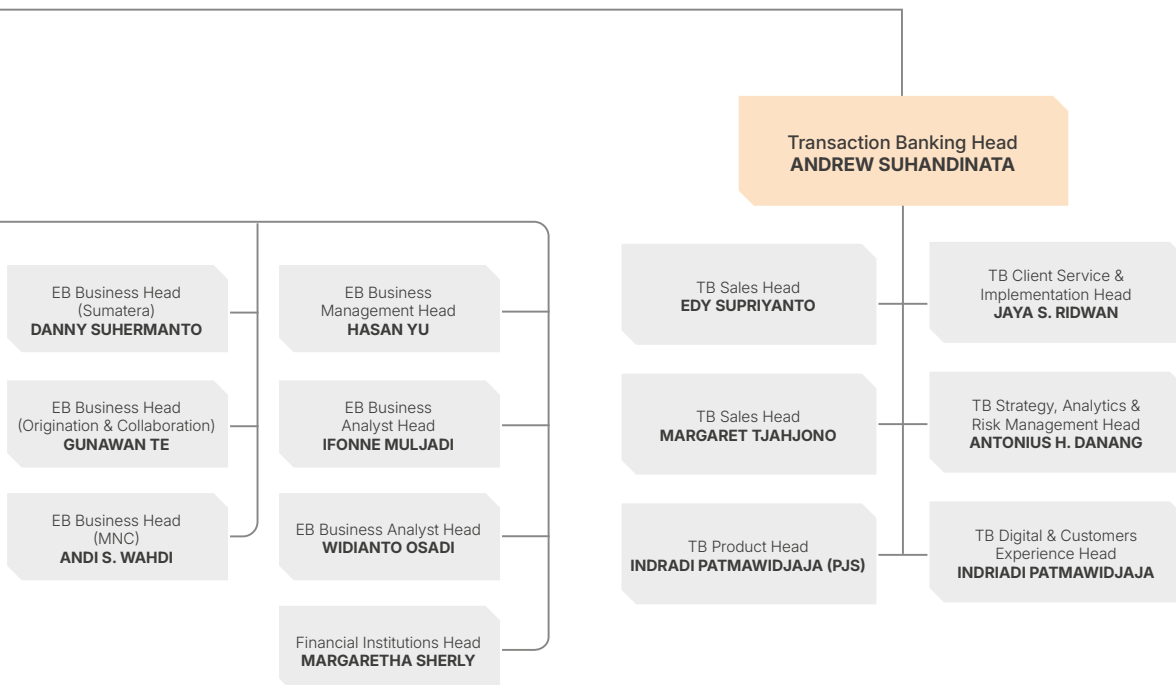 Transaction Banking Head
ANDREW SUHANDINATA
EB Business Head
(Sumatera)
DANNY SUHERMANTO
EB Business Head
(Origination & Collaboration)
GUNAWAN TE
EB Business Head
(MNC)
ANDI S. WAHDI
EB Business
Management Head
HASAN YU
EB Business
Analyst Head
IFONNE MULJADI
EB Business Analyst Head
WIDIANTO OSADI
Financial Institutions Head
MARGARETHA SHERLY
TB Sales Head
EDY SUPRIYANTO
TB Sales Head
MARGARET TJAHJONO
TB Product Head
INDRADI PATMAWIDJAJA (PJS)
TB Client Service &
Implementation Head
JAYA S. RIDWAN
TB Strategy, Analytics &
Risk Management Head
ANTONIUS H. DANANG
TB Digital & Customers
Experience Head
INDRIADI PATMAWIDJAJA